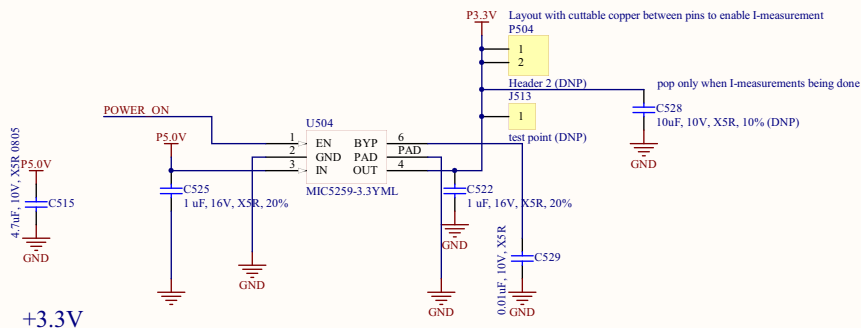 P3.3V
Layout with cuttable copper between pins to enable I-measurement
P504
1
2
Header 2 (DNP)
pop only when I-measurements being done
J513
1
test point (DNP)
C528
10uF, 10V, X5R, 10% (DNP)
GND
POWER_ON
U504
1 EN BYP 6
2 GND PAD PAD
3 IN OUT 4
MIC5259-3.3YML
P5.0V
C525
1 uF, 16V, X5R, 20%
C522
1 uF, 16V, X5R, 20%
GND
4.7uF, 10V, X5R 0805
P5.0V
C515
GND
GND
GND
0.01uF, 10V, X5R
C529
GND
+3.3V